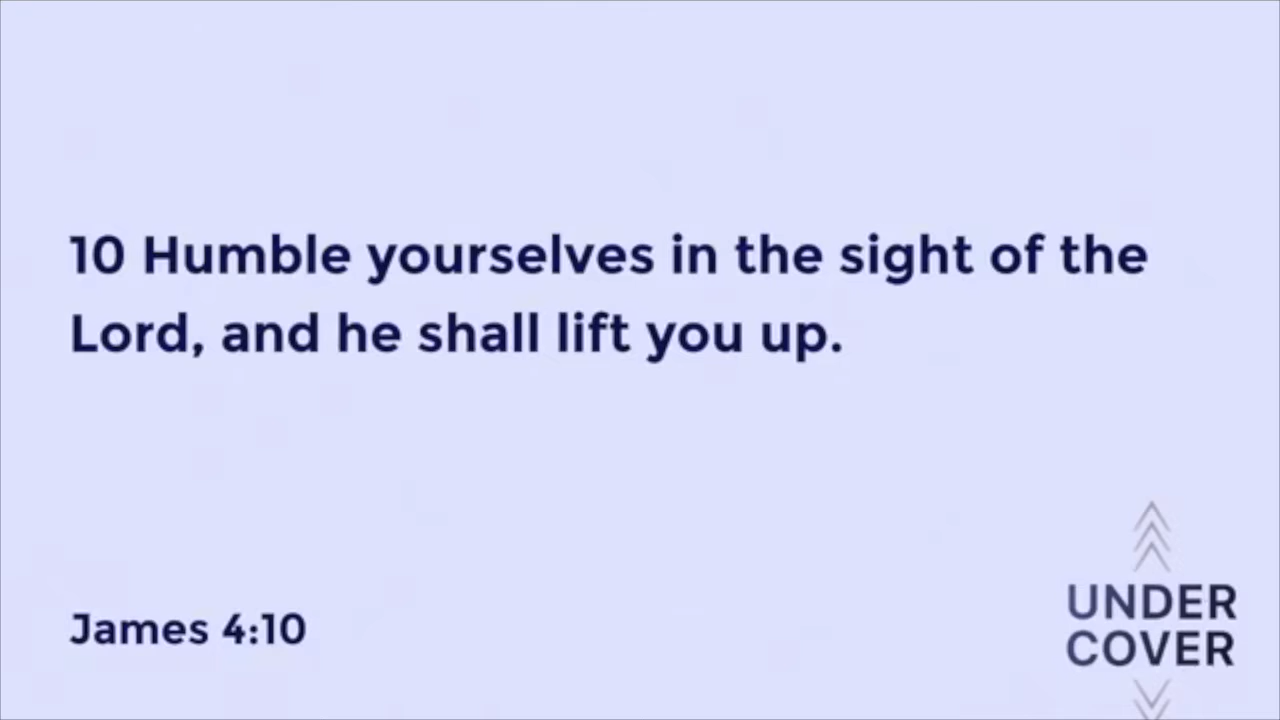 10 Humble yourselves in the sight of the
Lord, and he shall lift you up.
James 4:10
UNDER
COVER